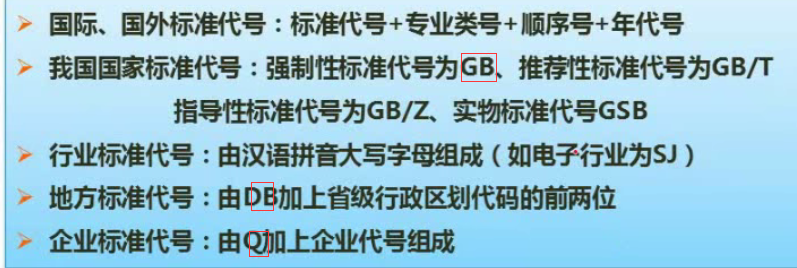 国际、国外标准代号：标准代号+专业类号+顺序号+年代号
我国国家标准代号：强制性标准代号为GB、推荐性标准代号为GB/T
指导性标准代号为GB/Z、实物标准代号GSB
行业标准代号：由汉语拼音大写字母组成（如电子行业为SJ）
地方标准代号：由DB加上省级行政区划代码的前两位
企业标准代号：由Q加上企业代号组成